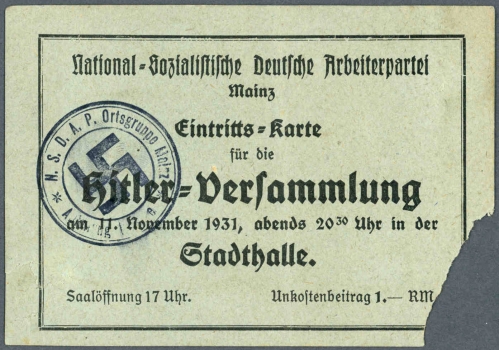 National-Sozialistische Deutsche Arbeiterpartei
Mainz
Eintritts-Karte
für die
Hitler-Versammlung
am 11. November 1931, abends 20³⁰ Uhr in der
Stadthalle.
Saalöffnung 17 Uhr. Unkostenbeitrag 1.— RM
N. S. D. A. P. Ortsgruppe Mainz